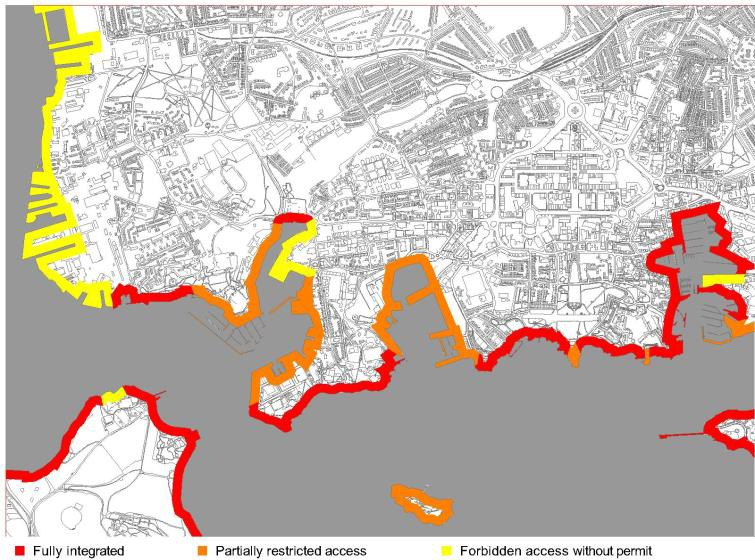 Fully integrated
Partially restricted access
Forbidden access without permit